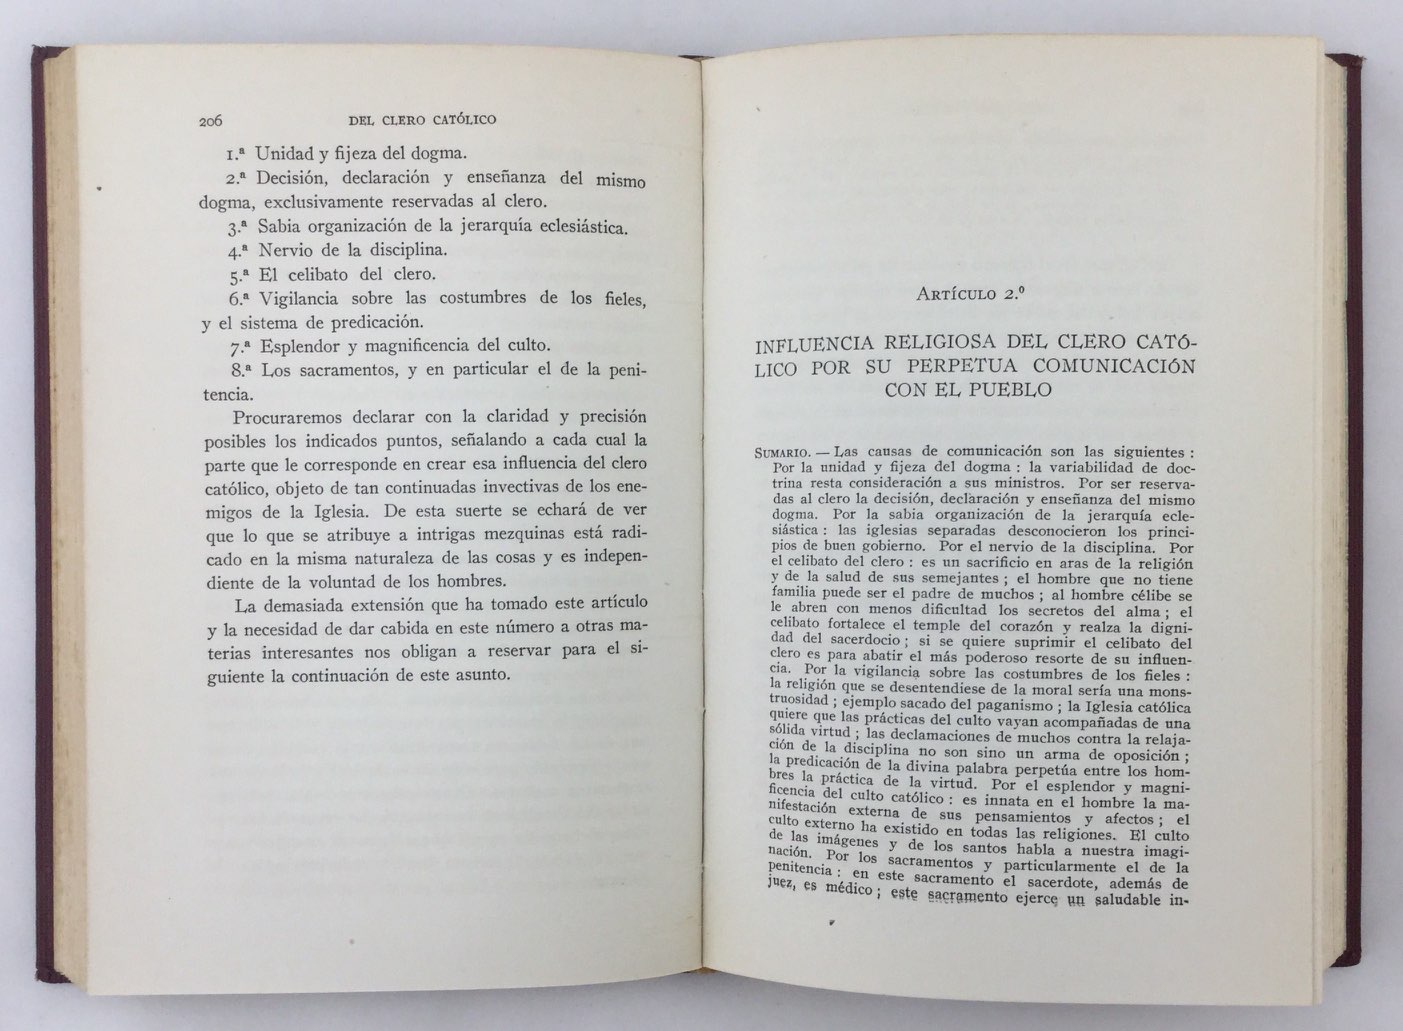 206 DEL CLERO CATÓLICO
1.ª Unidad y fijeza del dogma.
2.ª Decisión, declaración y enseñanza del mismo
dogma, exclusivamente reservadas al clero.
3.ª Sabia organización de la jerarquía eclesiástica.
4.ª Nervio de la disciplina.
5.ª El celibato del clero.
6.ª Vigilancia sobre las costumbres de los fieles,
y el sistema de predicación.
7.ª Esplendor y magnificencia del culto.
8.ª Los sacramentos, y en particular el de la peni-
tencia.
Procuraremos declarar con la claridad y precisión
posibles los indicados puntos, señalando a cada cual la
parte que le corresponde en crear esa influencia del clero
católico, objeto de tan continuadas invectivas de los ene-
migos de la Iglesia. De esta suerte se echará de ver
que lo que se atribuye a intrigas mezquinas está radi-
cado en la misma naturaleza de las cosas y es indepen-
diente de la voluntad de los hombres.
La demasiada extensión que ha tomado este artículo
y la necesidad de dar cabida en este número a otras ma-
terias interesantes nos obligan a reservar para el si-
guiente la continuación de este asunto.
ARTÍCULO 2.º
INFLUENCIA RELIGIOSA DEL CLERO CATÓ-
LICO POR SU PERPETUA COMUNICACIÓN
CON EL PUEBLO
SUMARIO. — Las causas de comunicación son las siguientes :
Por la unidad y fijeza del dogma : la variabilidad de doc-
trina resta consideración a sus ministros. Por ser reserva-
das al clero la decisión, declaración y enseñanza del mismo
dogma. Por la sabia organización de la jerarquía ecle-
siástica : las iglesias separadas desconocieron los princi-
pios de buen gobierno. Por el nervio de la disciplina. Por
el celibato del clero : es un sacrificio en aras de la religión
y de la salud de sus semejantes ; el hombre que no tiene
familia puede ser el padre de muchos ; al hombre célibe se
le abren con menos dificultad los secretos del alma ; el
celibato fortalece el temple del corazón y realza la digni-
dad del sacerdocio ; si se quiere suprimir el celibato del
clero es para abatir el más poderoso resorte de su influen-
cia. Por la vigilancia sobre las costumbres de los fieles :
la religión que se desentendiese de la moral sería una mons-
truosidad ; ejemplo sacado del paganismo ; la Iglesia católica
quiere que las prácticas del culto vayan acompañadas de una
sólida virtud ; las declamaciones de muchos contra la relaja-
ción de la disciplina no son sino un arma de oposición ;
la predicación de la divina palabra perpetúa entre los hom-
bres la práctica de la virtud. Por el esplendor y magni-
ficencia del culto católico : es innata en el hombre la ma-
nifestación externa de sus pensamientos y afectos ; el
culto externo ha existido en todas las religiones. El culto
de las imágenes y de los santos habla a nuestra imagi-
nación. Por los sacramentos y particularmente el de la
penitencia : en este sacramento el sacerdote, además de
juez, es médico ; este sacramento ejerce un saludable in-